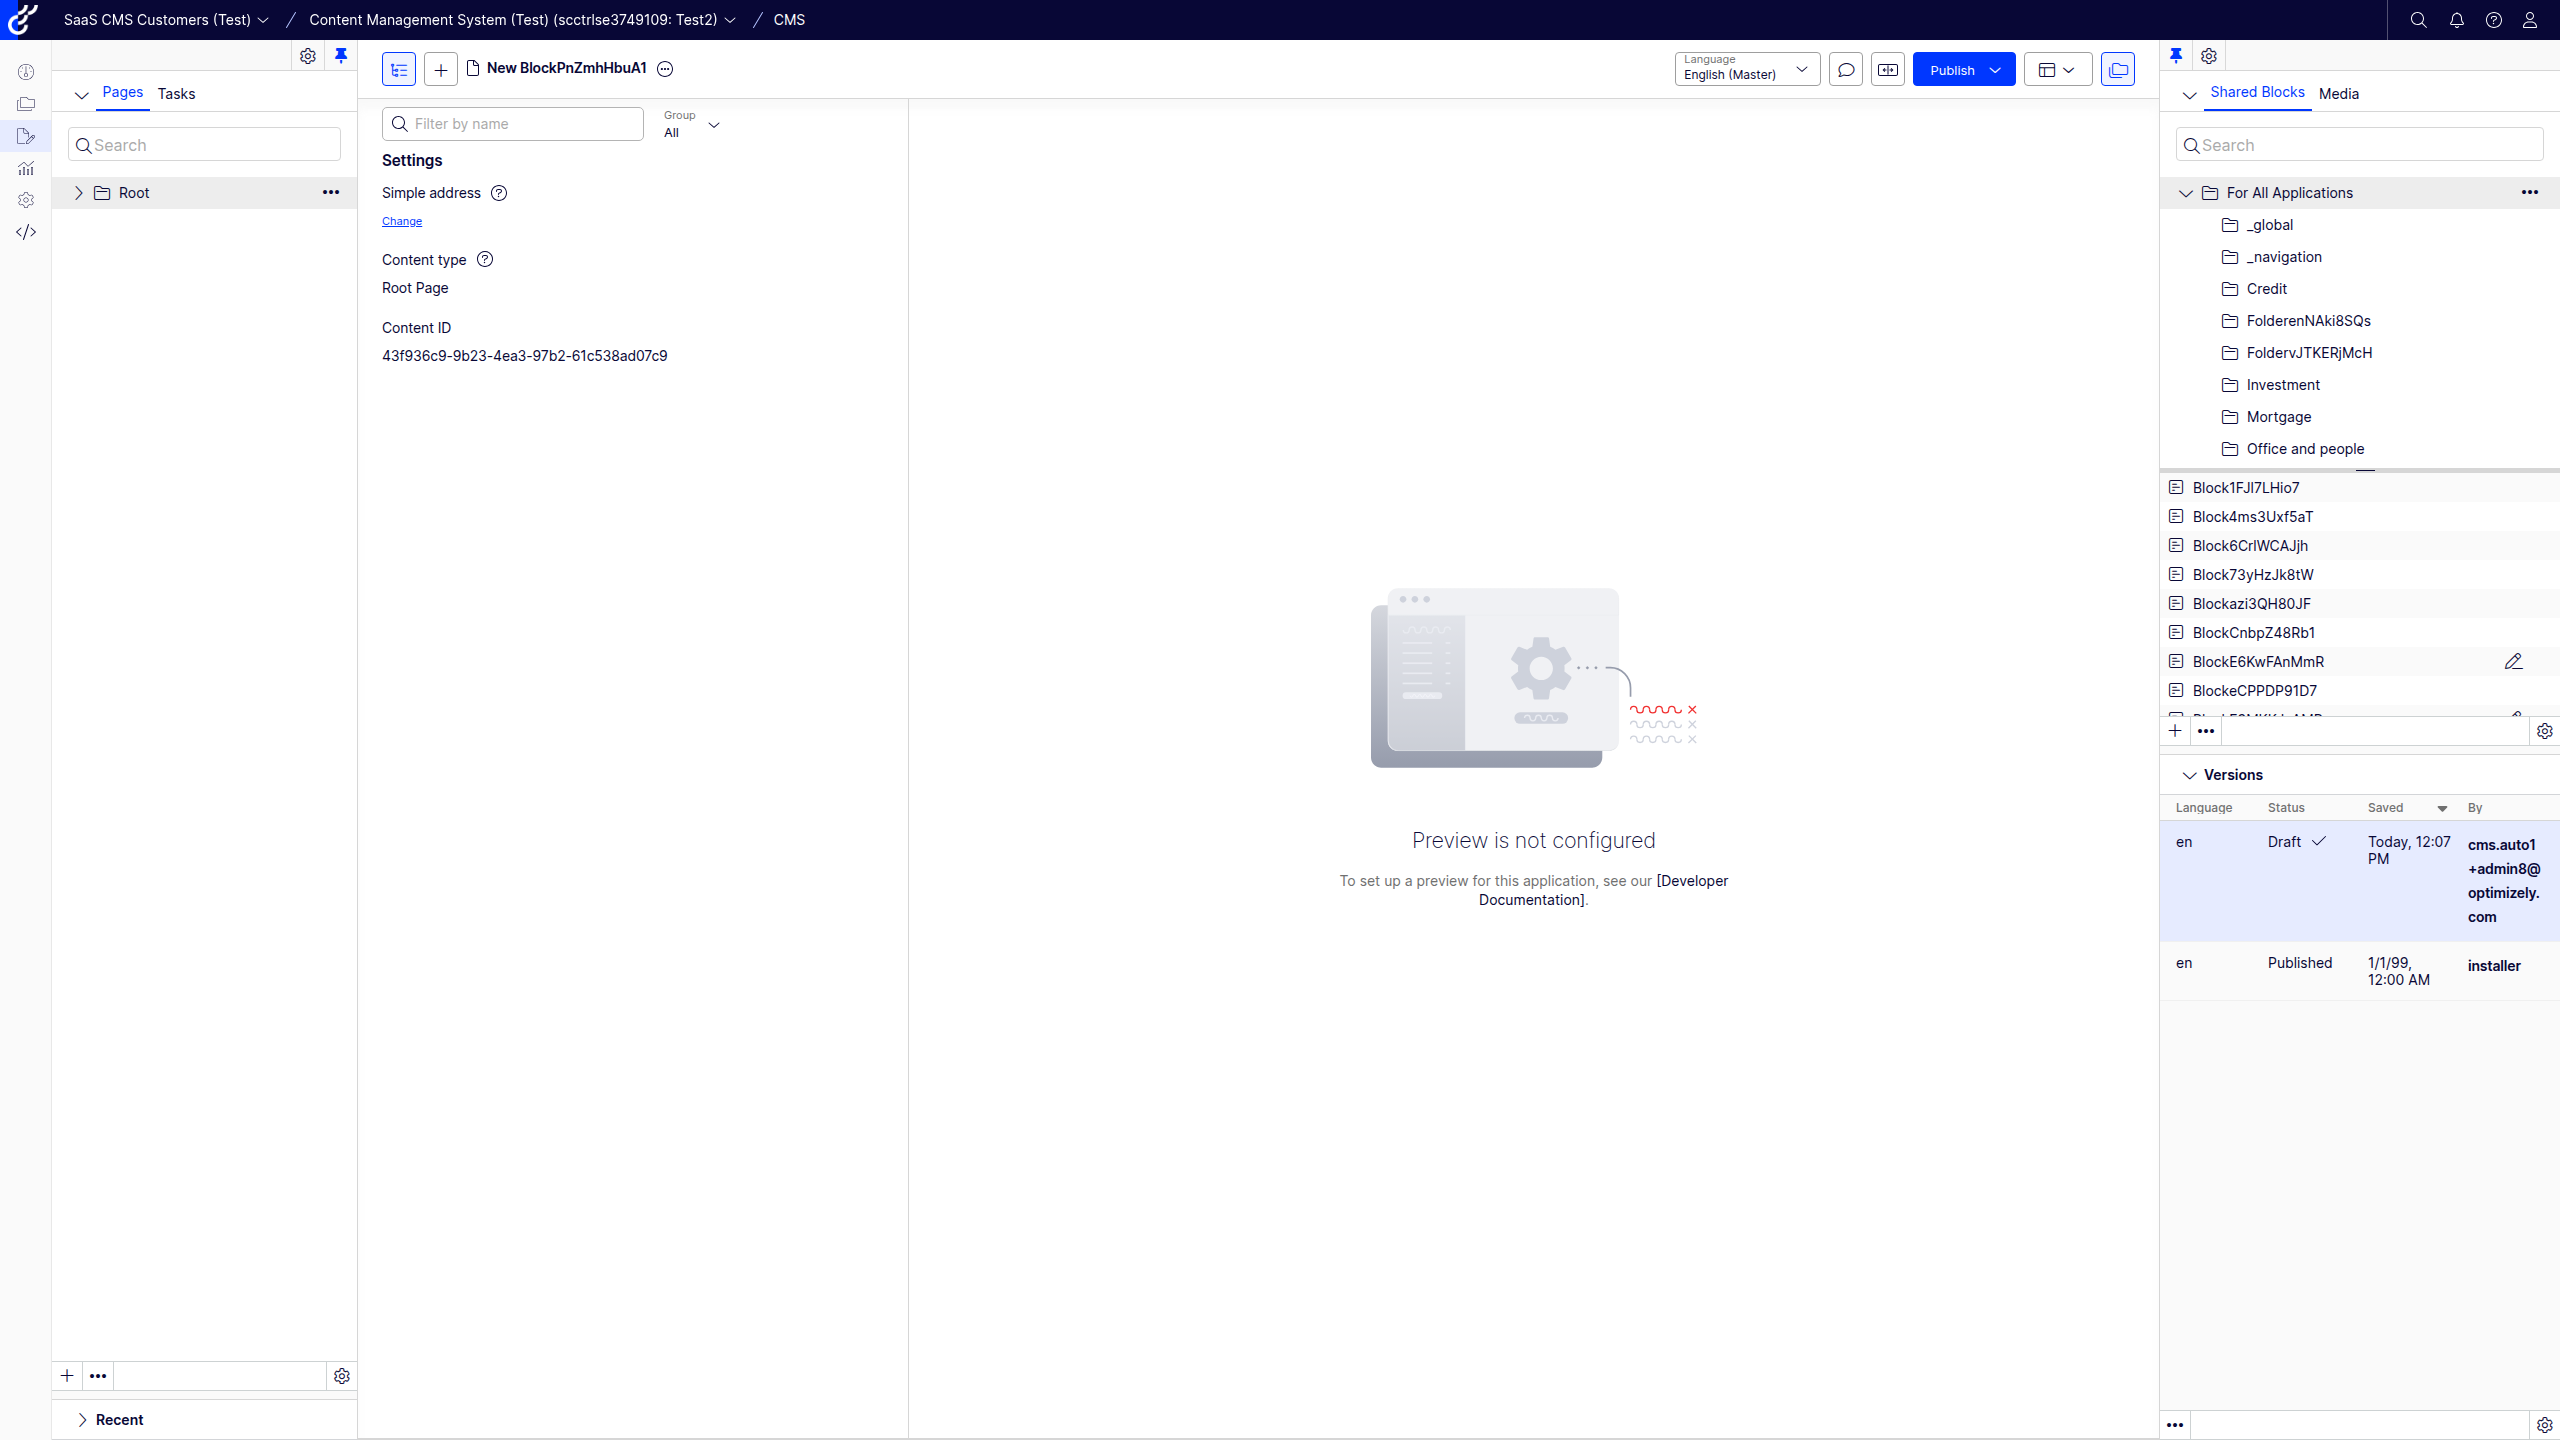 SaaS CMS Customers (Test)
Content Management System (Test) (scctrlse3749109: Test2)
CMS
Pages
Tasks
Search
Root
Recent
New BlockPnZmhHbuA1
Language
English (Master)
Publish
Filter by name
Group
All
Settings
Simple address
Change
Content type
Root Page
Content ID
43f936c9-9b23-4ea3-97b2-61c538ad07c9
Preview is not configured
To set up a preview for this application, see our [Developer
Documentation].
Shared Blocks
Media
Search
For All Applications
_global
_navigation
Credit
FolderenNAki8SQs
FoldervJTKERjMcH
Investment
Mortgage
Office and people
Block1FJl7LHio7
Block4ms3Uxf5aT
Block6CrlWCAJjh
Block73yHzJk8tW
Blockazi3QH80JF
BlockCnbpZ48Rb1
BlockE6KwFAnMmR
BlockeCPPDP91D7
Versions
Language
Status
Saved
By
en
Draft
Today, 12:07
PM
cms.auto1
+admin8@
optimizely.
com
en
Published
1/1/99,
12:00 AM
installer